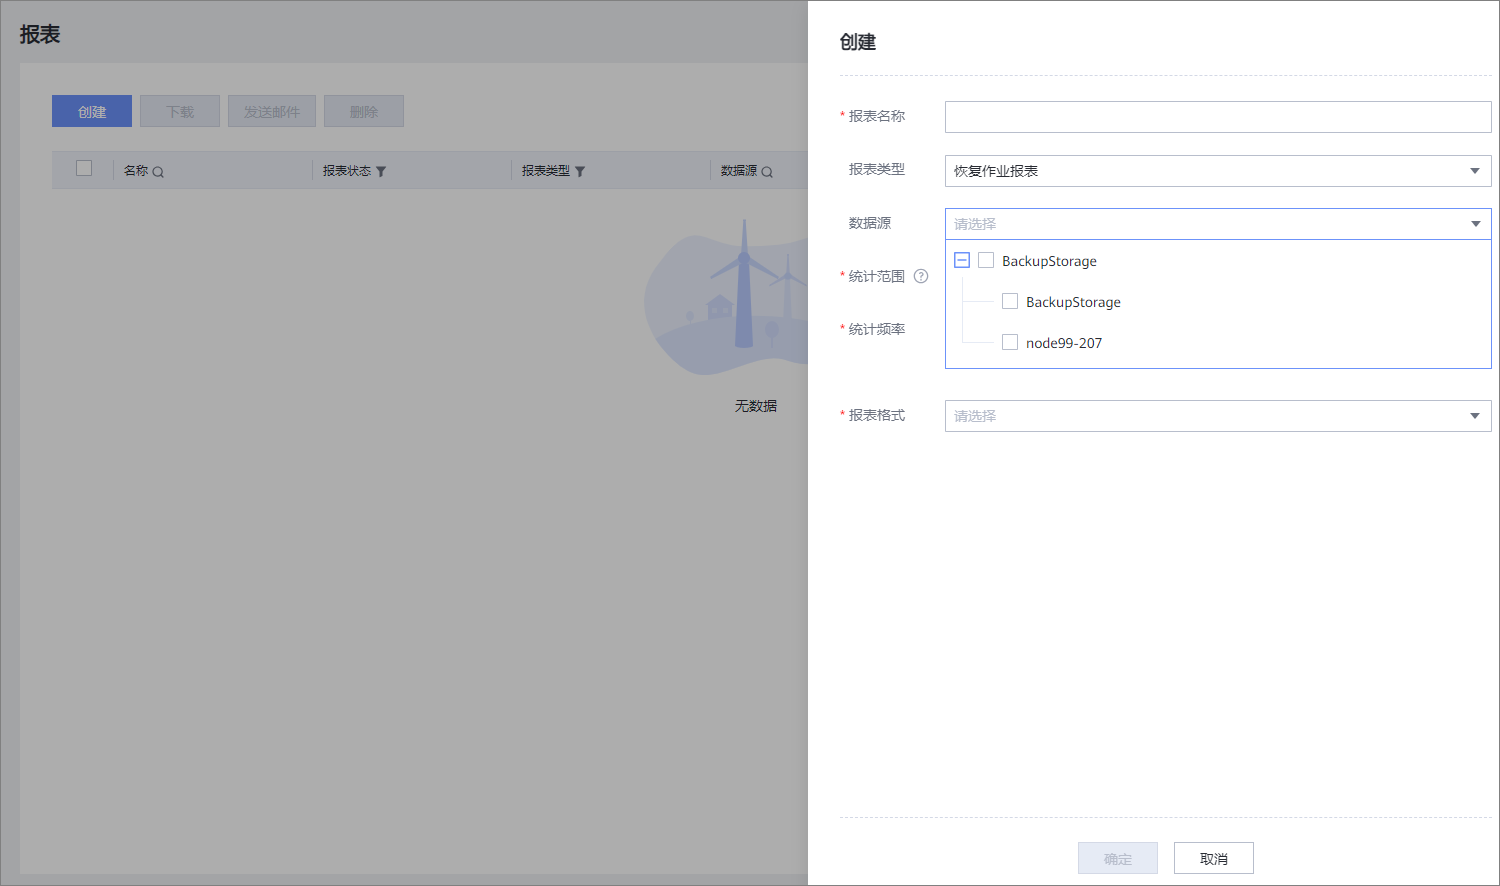 报表
创建 下载 发送邮件 删除
名称 报表状态 报表类型 数据源
无数据
创建
* 报表名称
报表类型 恢复作业报表
数据源 请选择
BackupStorage
BackupStorage
node99-207
* 统计范围 ?
* 统计频率
* 报表格式 请选择
确定 取消